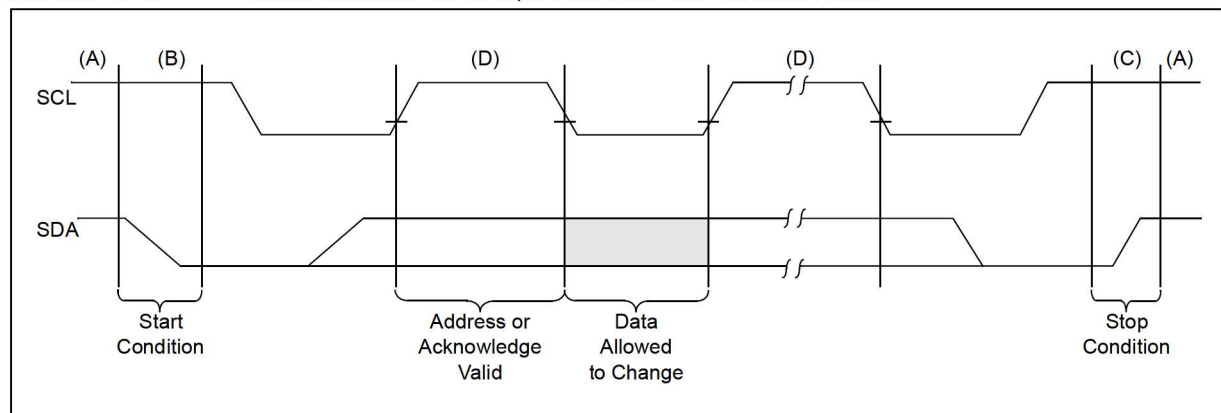 (A) (B) (D) (D) (C) (A)
SCL
SDA
Start
Condition
Address or
Acknowledge
Valid
Data
Allowed
to Change
Stop
Condition